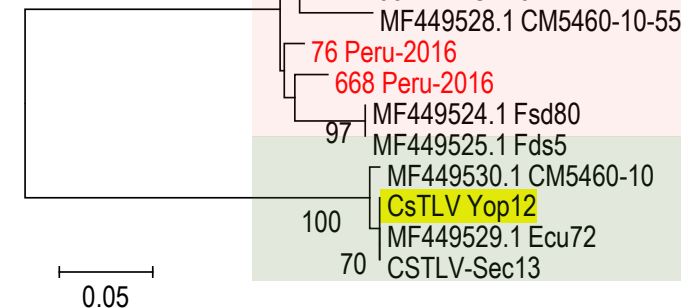 MF449528.1 CM5460-10-55
76 Peru-2016
668 Peru-2016
MF449524.1 Fsd80
97
MF449525.1 Fds5
MF449530.1 CM5460-10
CsTLV Yop12
100
MF449529.1 Ecu72
70 CSTLV-Sec13
0.05